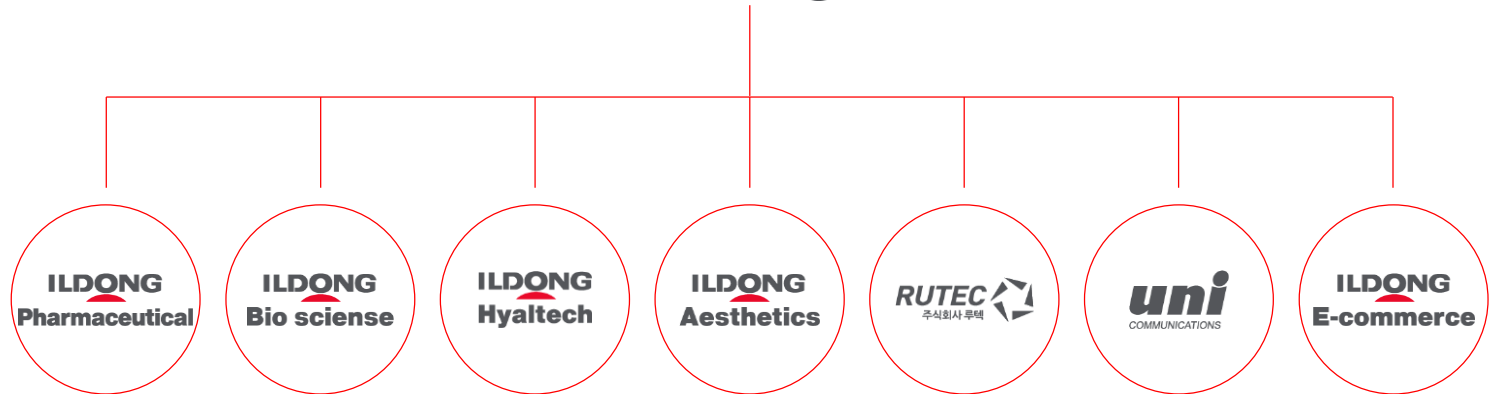 ILDONG
Pharmaceutical
ILDONG
Bio sciense
ILDONG
Hyaltech
ILDONG
Aesthetics
RUTEC
주식회사 루텍
uni
COMMUNICATIONS
ILDONG
E-commerce